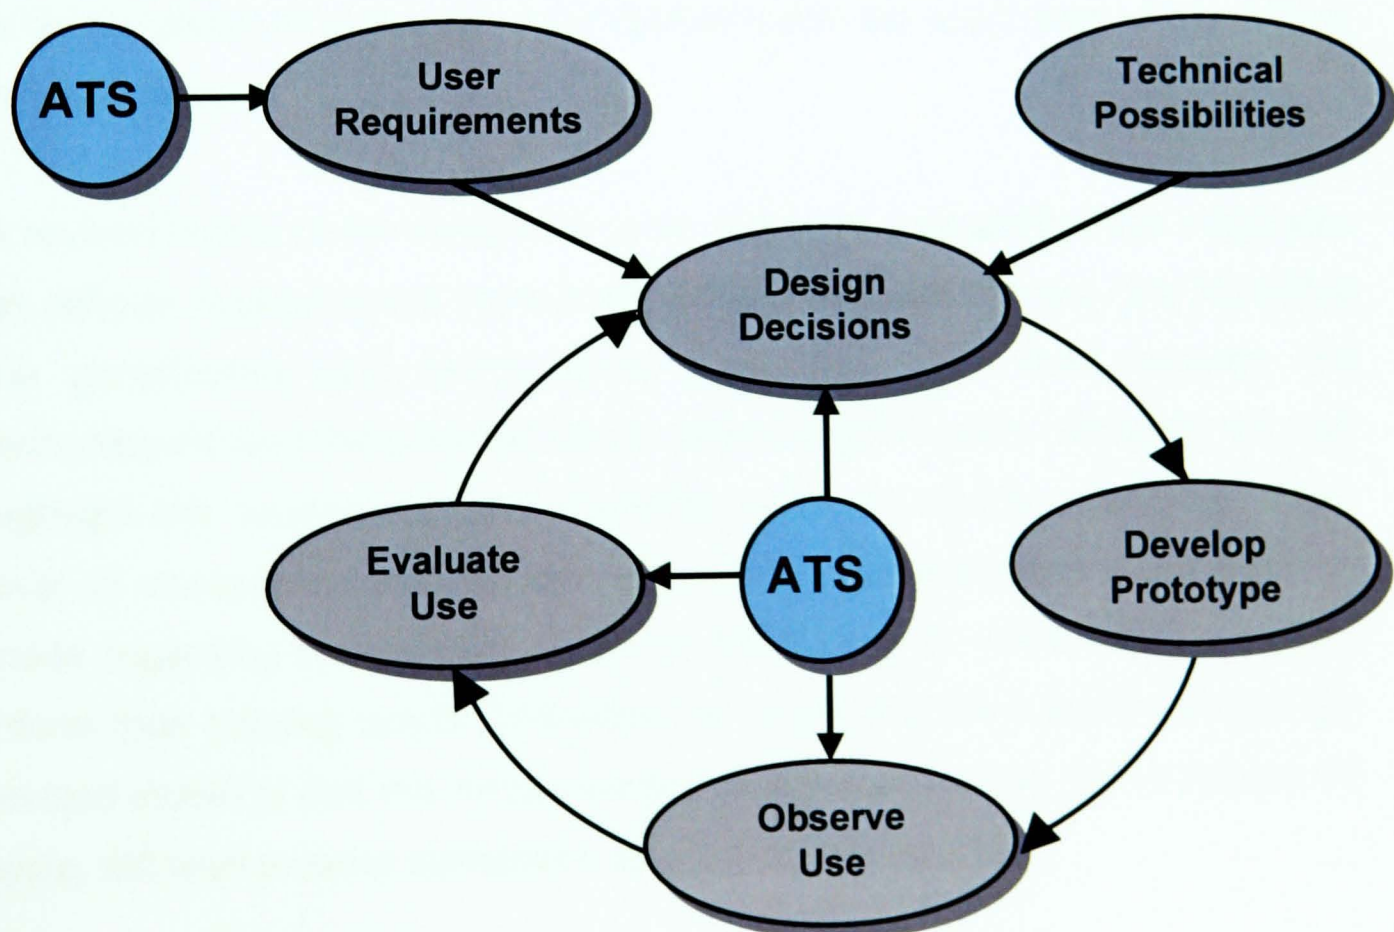 ATS
User
Requirements
Technical
Possibilities
Design
Decisions
Evaluate
Use
ATS
Develop
Prototype
Observe
Use